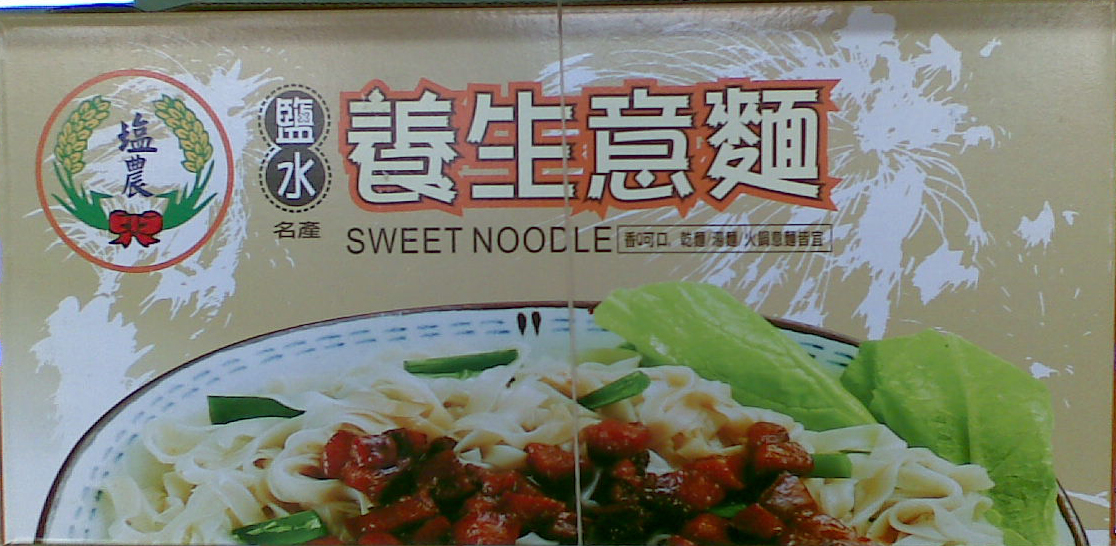 塩農
鹽水
名產
養生意麵
SWEET NOODLE
香Q可口 乾麵/湯麵/火鍋意麵皆宜